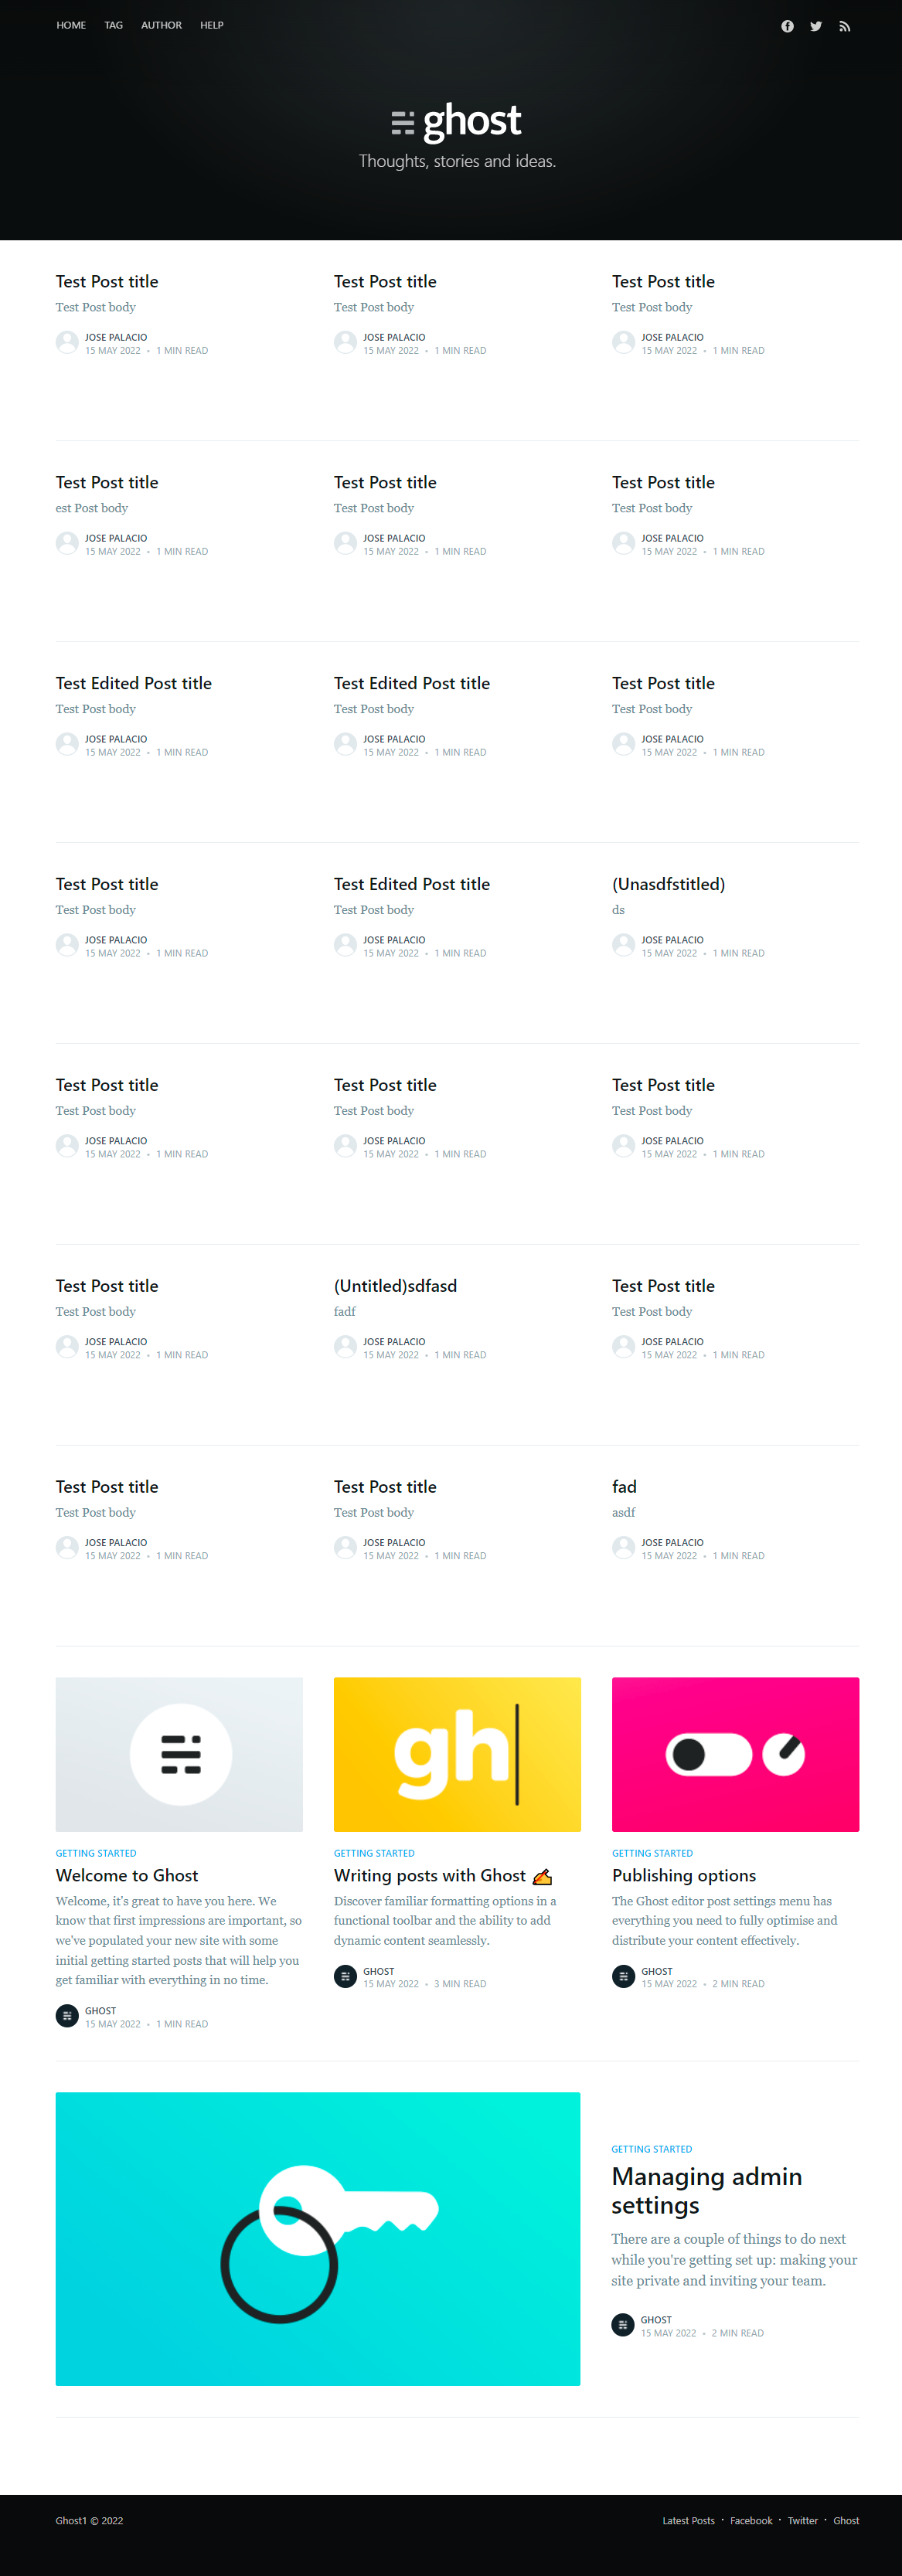 HOME TAG AUTHOR HELP
ghost
Thoughts, stories and ideas.
Test Post title
Test Post body
JOSE PALACIO
15 MAY 2022 • 1 MIN READ
Test Post title
Test Post body
JOSE PALACIO
15 MAY 2022 • 1 MIN READ
Test Post title
Test Post body
JOSE PALACIO
15 MAY 2022 • 1 MIN READ
Test Post title
est Post body
JOSE PALACIO
15 MAY 2022 • 1 MIN READ
Test Post title
Test Post body
JOSE PALACIO
15 MAY 2022 • 1 MIN READ
Test Post title
Test Post body
JOSE PALACIO
15 MAY 2022 • 1 MIN READ
Test Edited Post title
Test Post body
JOSE PALACIO
15 MAY 2022 • 1 MIN READ
Test Edited Post title
Test Post body
JOSE PALACIO
15 MAY 2022 • 1 MIN READ
Test Post title
Test Post body
JOSE PALACIO
15 MAY 2022 • 1 MIN READ
Test Post title
Test Post body
JOSE PALACIO
15 MAY 2022 • 1 MIN READ
Test Edited Post title
Test Post body
JOSE PALACIO
15 MAY 2022 • 1 MIN READ
(Unasdfstitled)
ds
JOSE PALACIO
15 MAY 2022 • 1 MIN READ
Test Post title
Test Post body
JOSE PALACIO
15 MAY 2022 • 1 MIN READ
Test Post title
Test Post body
JOSE PALACIO
15 MAY 2022 • 1 MIN READ
Test Post title
Test Post body
JOSE PALACIO
15 MAY 2022 • 1 MIN READ
Test Post title
Test Post body
JOSE PALACIO
15 MAY 2022 • 1 MIN READ
(Untitled)sdfasd
fadf
JOSE PALACIO
15 MAY 2022 • 1 MIN READ
Test Post title
Test Post body
JOSE PALACIO
15 MAY 2022 • 1 MIN READ
Test Post title
Test Post body
JOSE PALACIO
15 MAY 2022 • 1 MIN READ
Test Post title
Test Post body
JOSE PALACIO
15 MAY 2022 • 1 MIN READ
fad
asdf
JOSE PALACIO
15 MAY 2022 • 1 MIN READ
GETTING STARTED
Welcome to Ghost
Welcome, it's great to have you here. We
know that first impressions are important, so
we've populated your new site with some
initial getting started posts that will help you
get familiar with everything in no time.
GHOST
15 MAY 2022 • 1 MIN READ
gh
GETTING STARTED
Writing posts with Ghost ✍️
Discover familiar formatting options in a
functional toolbar and the ability to add
dynamic content seamlessly.
GHOST
15 MAY 2022 • 3 MIN READ
GETTING STARTED
Publishing options
The Ghost editor post settings menu has
everything you need to fully optimise and
distribute your content effectively.
GHOST
15 MAY 2022 • 2 MIN READ
GETTING STARTED
Managing admin
settings
There are a couple of things to do next
while you're getting set up: making your
site private and inviting your team.
GHOST
15 MAY 2022 • 2 MIN READ
Ghost1 © 2022
Latest Posts • Facebook • Twitter • Ghost